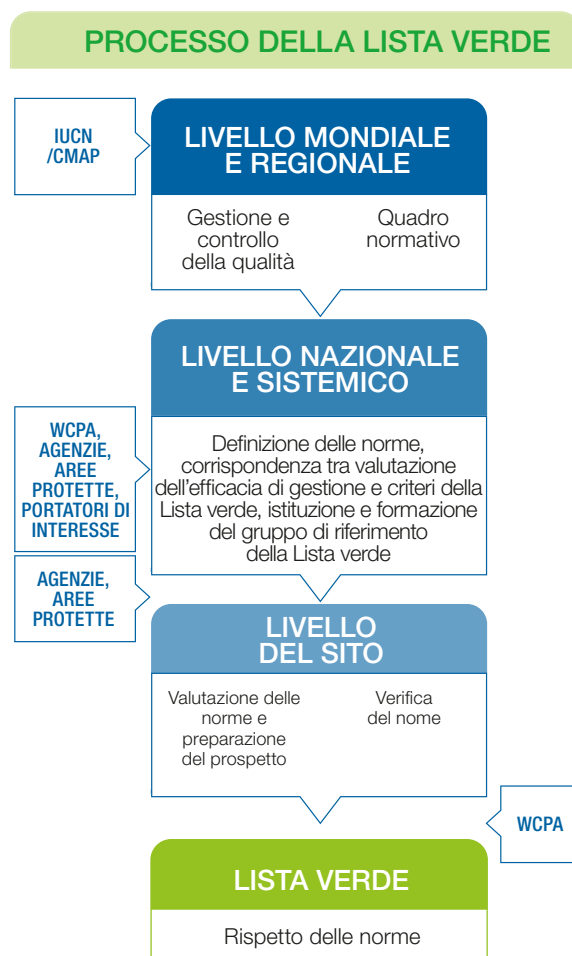 PROCESSO DELLA LISTA VERDE
IUCN
/CMAP
LIVELLO MONDIALE
E REGIONALE
Gestione e
controllo
della qualità
Quadro
normativo
LIVELLO NAZIONALE
E SISTEMICO
WCPA,
AGENZIE,
AREE
PROTETTE,
PORTATORI DI
INTERESSE
Definizione delle norme,
corrispondenza tra valutazione
dell'efficacia di gestione e criteri della
Lista verde, istituzione e formazione
del gruppo di riferimento
della Lista verde
AGENZIE,
AREE
PROTETTE
LIVELLO
DEL SITO
Valutazione delle
norme e
preparazione
del prospetto
Verifica
del nome
WCPA
LISTA VERDE
Rispetto delle norme